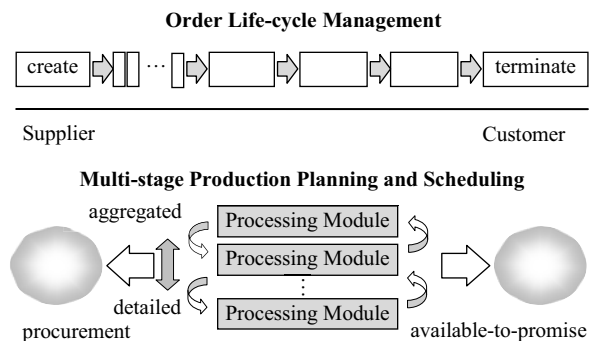 Order Life-cycle Management
create
...
terminate
Supplier
Customer
Multi-stage Production Planning and Scheduling
aggregated
Processing Module
Processing Module
⋮
Processing Module
detailed
procurement
available-to-promise